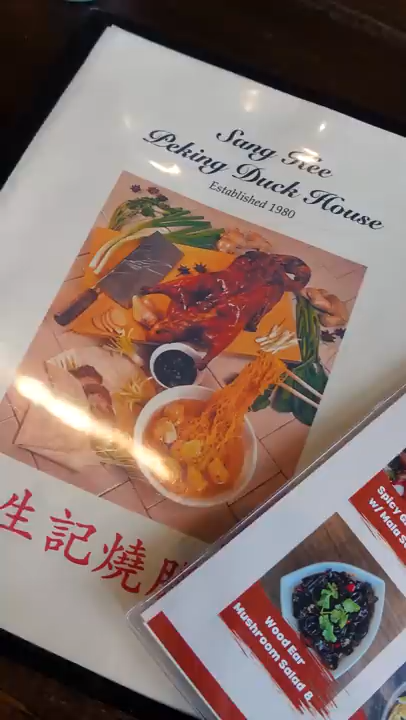 Sang Kee
Peking Duck House
Established 1980
生記燒
Spicy
w/ Mala
Wood Ear
Mushroom Salad &